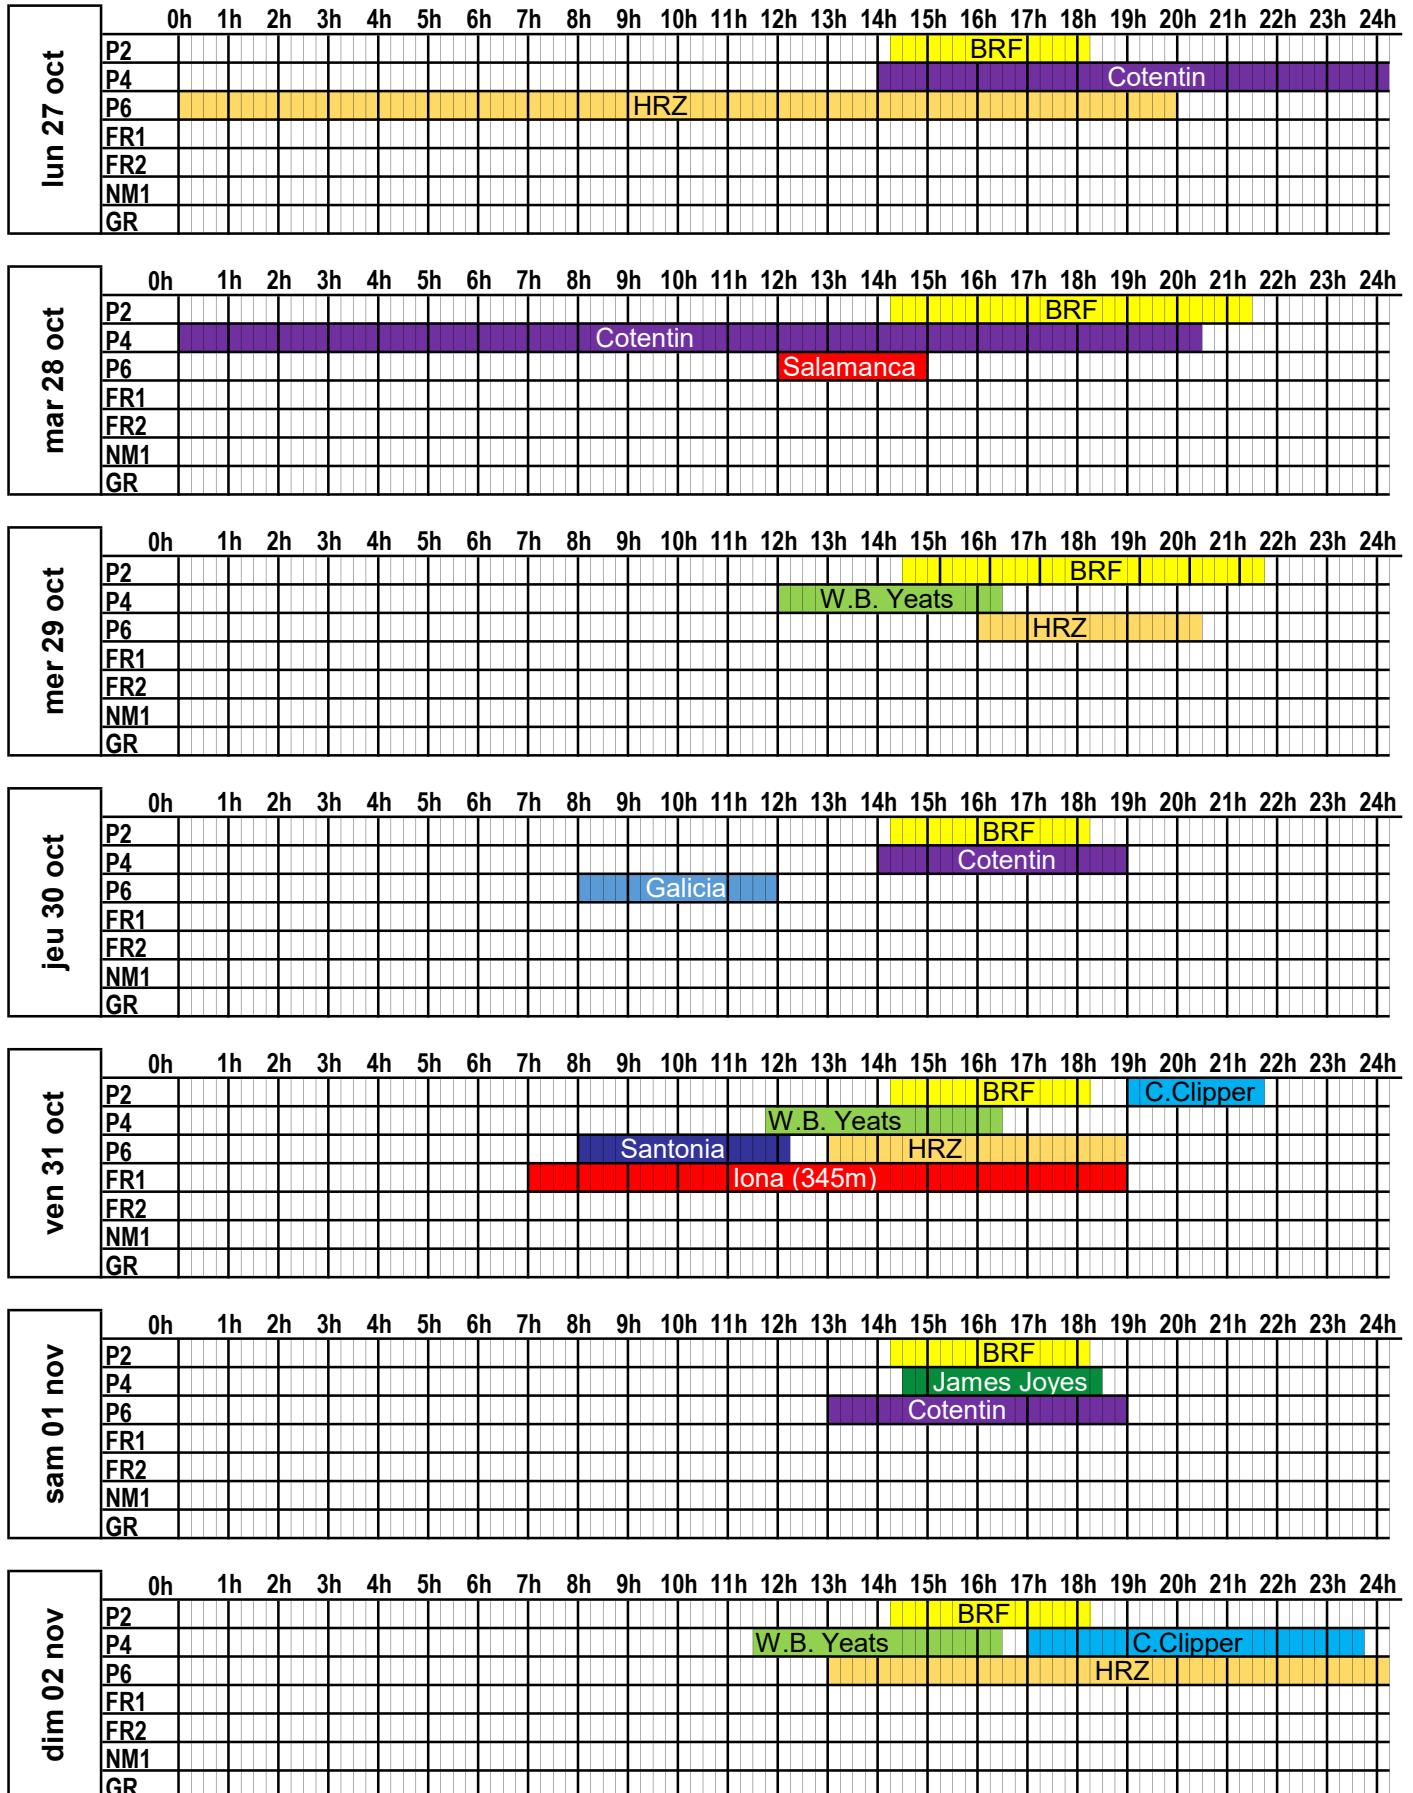 0h 1h 2h 3h 4h 5h 6h 7h 8h 9h 10h 11h 12h 13h 14h 15h 16h 17h 18h 19h 20h 21h 22h 23h 24h
lun 27 oct
P2 BRF
P4 Cotentin
P6 HRZ
FR1
FR2
NM1
GR
0h 1h 2h 3h 4h 5h 6h 7h 8h 9h 10h 11h 12h 13h 14h 15h 16h 17h 18h 19h 20h 21h 22h 23h 24h
mar 28 oct
P2 BRF
P4 Cotentin
P6 Salamanca
FR1
FR2
NM1
GR
0h 1h 2h 3h 4h 5h 6h 7h 8h 9h 10h 11h 12h 13h 14h 15h 16h 17h 18h 19h 20h 21h 22h 23h 24h
mer 29 oct
P2 BRF
P4 W.B. Yeats
P6 HRZ
FR1
FR2
NM1
GR
0h 1h 2h 3h 4h 5h 6h 7h 8h 9h 10h 11h 12h 13h 14h 15h 16h 17h 18h 19h 20h 21h 22h 23h 24h
jeu 30 oct
P2 BRF
P4 Cotentin
P6 Galicia
FR1
FR2
NM1
GR
0h 1h 2h 3h 4h 5h 6h 7h 8h 9h 10h 11h 12h 13h 14h 15h 16h 17h 18h 19h 20h 21h 22h 23h 24h
ven 31 oct
P2 BRF C.Clipper
P4 W.B. Yeats
P6 Santonia HRZ
FR1 Iona (345m)
FR2
NM1
GR
0h 1h 2h 3h 4h 5h 6h 7h 8h 9h 10h 11h 12h 13h 14h 15h 16h 17h 18h 19h 20h 21h 22h 23h 24h
sam 01 nov
P2 BRF
P4 James Joyes
P6 Cotentin
FR1
FR2
NM1
GR
0h 1h 2h 3h 4h 5h 6h 7h 8h 9h 10h 11h 12h 13h 14h 15h 16h 17h 18h 19h 20h 21h 22h 23h 24h
dim 02 nov
P2 BRF
P4 W.B. Yeats C.Clipper
P6 HRZ
FR1
FR2
NM1
GR